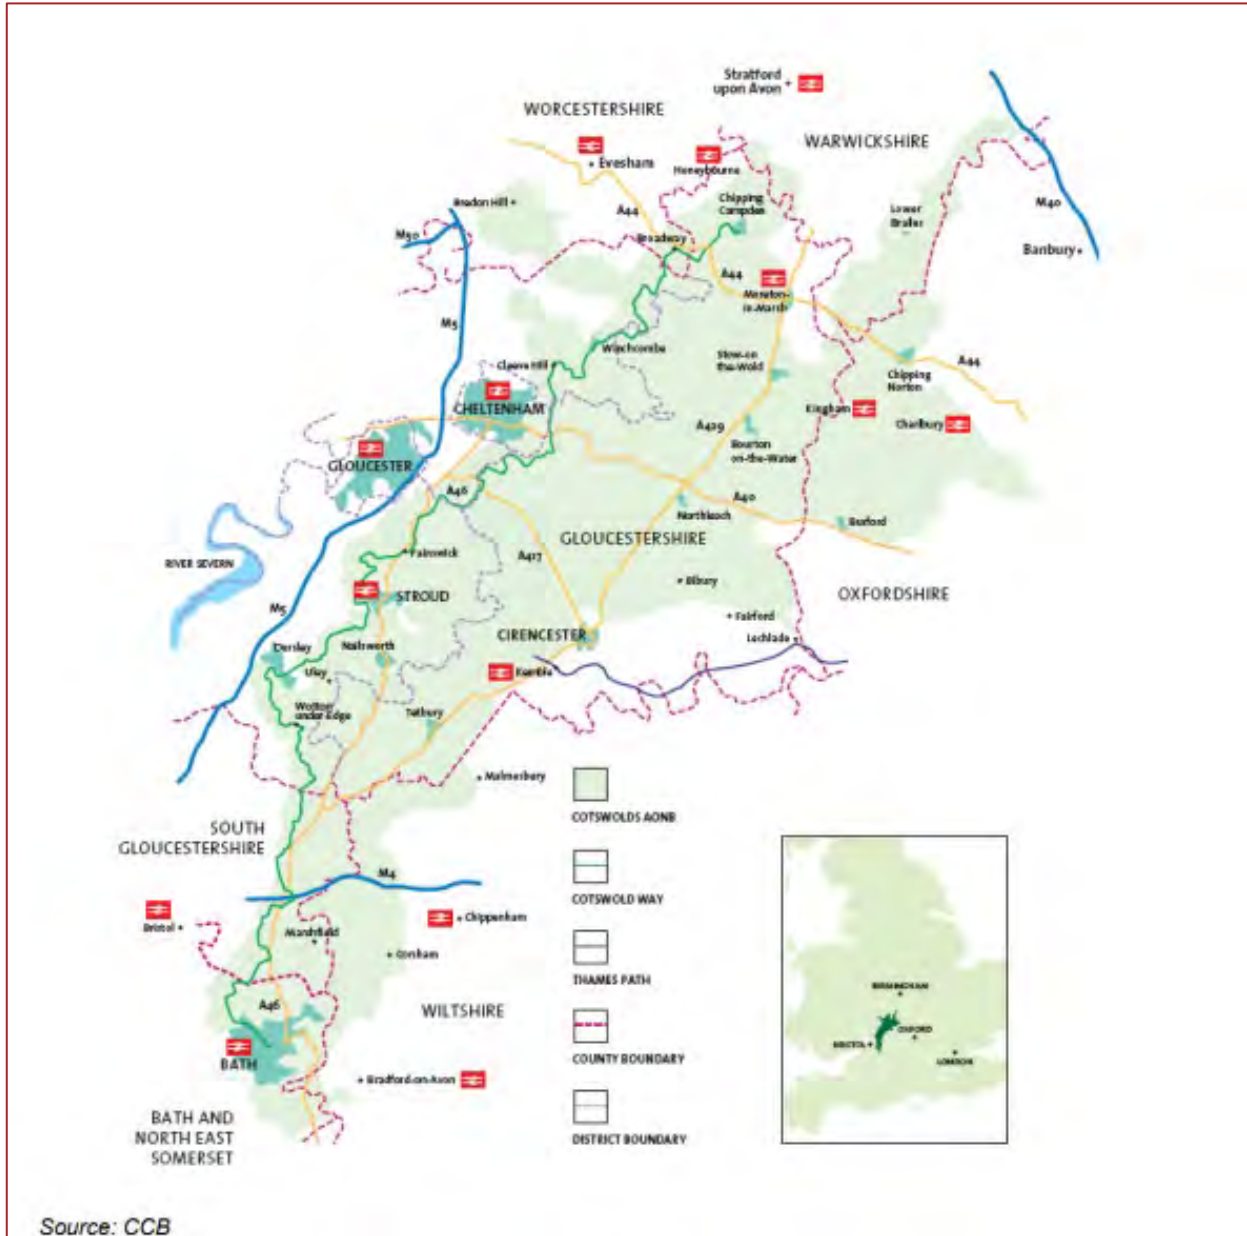 Stratford
upon Avon
WORCESTERSHIRE
WARWICKSHIRE
Evesham
Honeybourne
Bredon Hill
Chipping
Campden
A44
Lower
M40
M50
Broadway
Banbury
A44
Moreton-
in-Marsh
M5
Winchcombe
Stow-on
the-Wold
Cleeve Hill
Chipping
Norton
A44
CHELTENHAM
Kingham
Charlbury
A429
Bourton
on-the-Water
GLOUCESTER
A46
A40
Northleach
Burford
GLOUCESTERSHIRE
Painswick
A417
RIVER SEVERN
Bibury
OXFORDSHIRE
STROUD
M5
Fairford
CIRENCESTER
Lechlade
Dursley
Nailsworth
Uley
Kemble
Wotton
under-Edge
Tetbury
Malmesbury
COTSWOLDS AONB
SOUTH
GLOUCESTERSHIRE
M4
COTSWOLD WAY
Bristol
Chippenham
Marshfield
Corsham
THAMES PATH
A46
WILTSHIRE
BIRMINGHAM
OXFORD
BRISTOL
LONDON
COUNTY BOUNDARY
BATH
Bradford-on-Avon
BATH AND
NORTH EAST
SOMERSET
DISTRICT BOUNDARY
Source: CCB